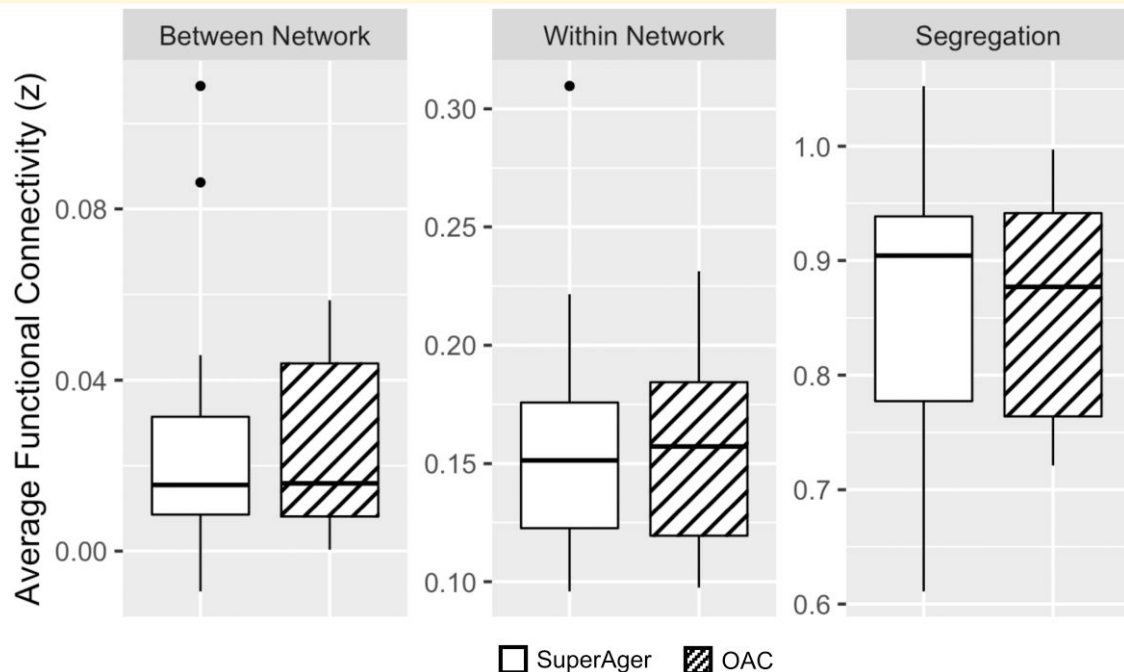 Between Network
Within Network
Segregation
Average Functional Connectivity (z)
0.08
0.04
0.00
0.30
0.25
0.20
0.15
0.10
1.0
0.9
0.8
0.7
0.6
SuperAger
OAC